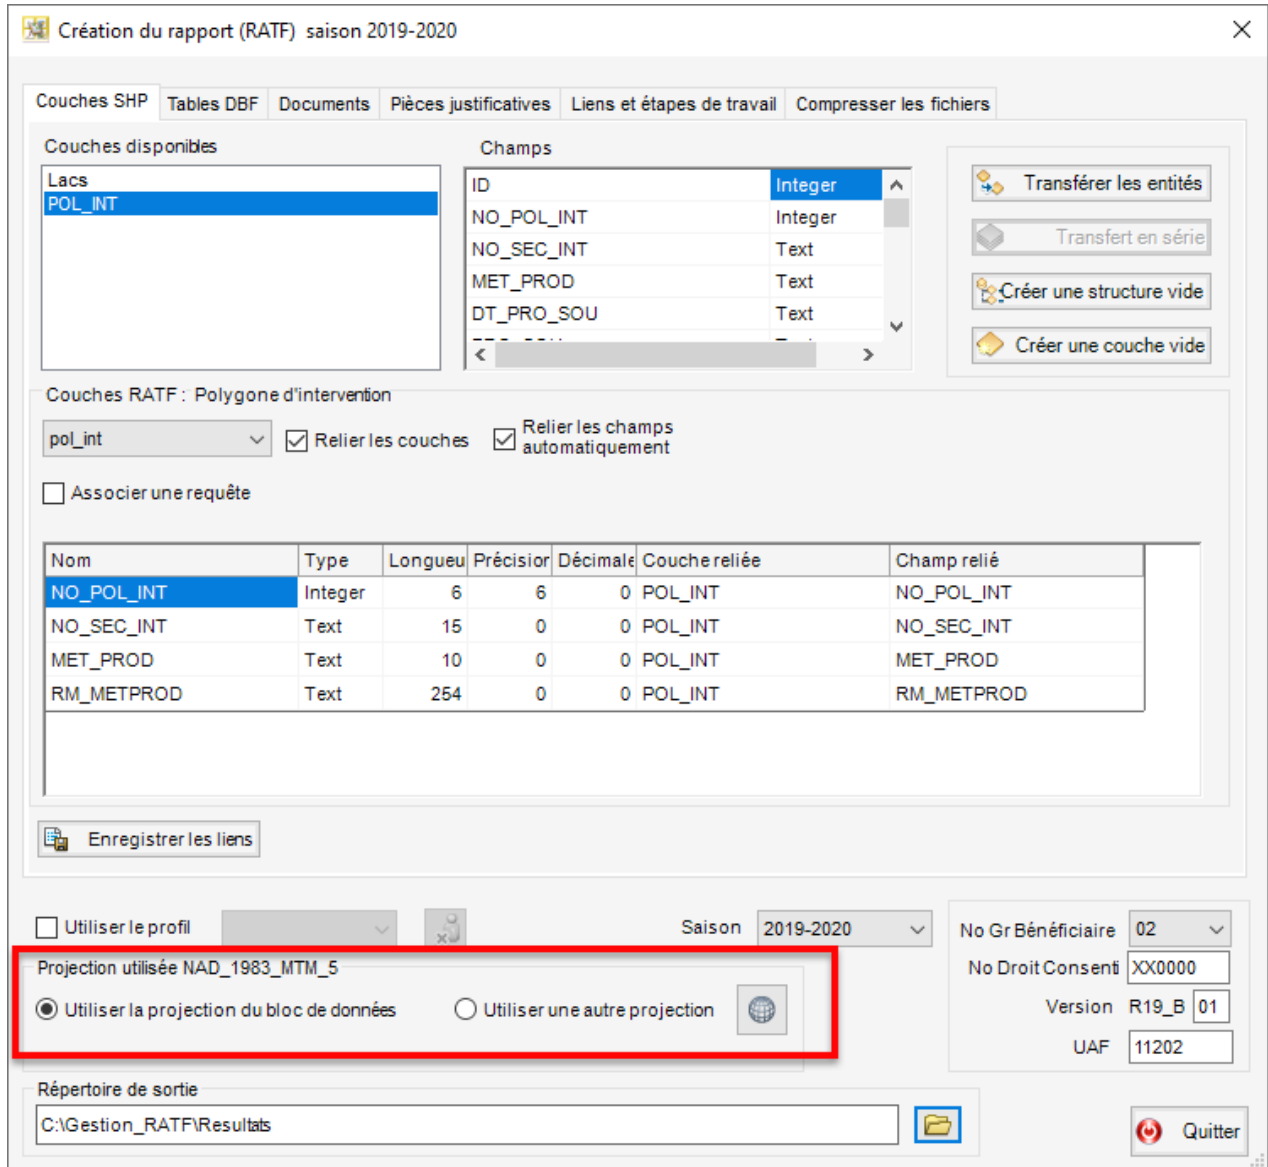 Création du rapport (RATF)  saison 2019-2020
Couches SHP Tables DBF Documents Pièces justificatives Liens et étapes de travail Compresser les fichiers
Couches disponibles Champs
Lacs
POL_INT
ID Integer
NO_POL_INT Integer
NO_SEC_INT Text
MET_PROD Text
DT_PRO_SOU Text
Transférer les entités
Transfert en série
Créer une structure vide
Créer une couche vide
Couches RATF : Polygone d'intervention
pol_int Relier les couches Relier les champs
automatiquement
Associer une requête
Nom Type Longueu Précisior Décimale Couche reliée Champ relié
NO_POL_INT Integer 6 6 0 POL_INT NO_POL_INT
NO_SEC_INT Text 15 0 0 POL_INT NO_SEC_INT
MET_PROD Text 10 0 0 POL_INT MET_PROD
RM_METPROD Text 254 0 0 POL_INT RM_METPROD
Enregistrer les liens
Utiliser le profil Saison 2019-2020
No Gr Bénéficiaire 02
No Droit Consenti XX0000
Version R19_B 01
UAF 11202
Projection utilisée NAD_1983_MTM_5
Utiliser la projection du bloc de données Utiliser une autre projection
Répertoire de sortie
C:\Gestion_RATF\Resultats
Quitter